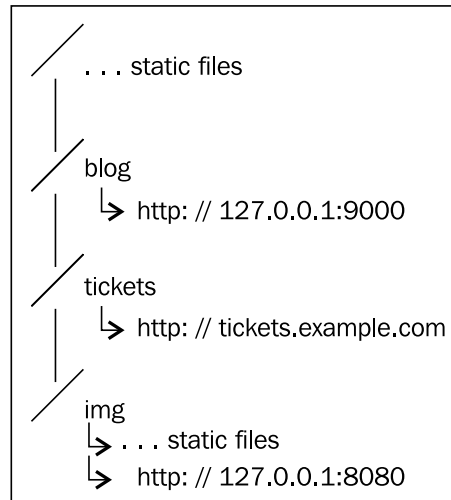 . . . static files
blog
http: // 127.0.0.1:9000
tickets
http: // tickets.example.com
img
. . . static files
http: // 127.0.0.1:8080